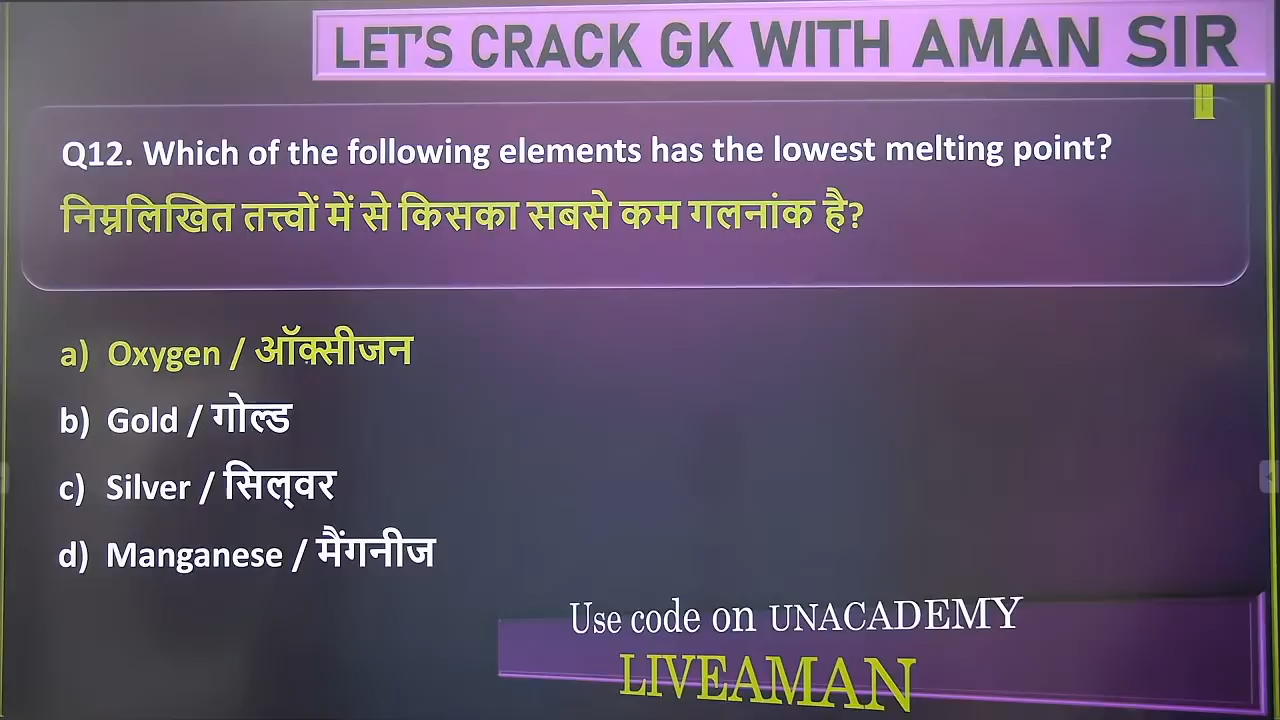 LET'S CRACK GK WITH AMAN SIR
Q12. Which of the following elements has the lowest melting point?
निम्नलिखित तत्त्वों में से किसका सबसे कम गलनांक है?
a) Oxygen / ऑक्सीजन
b) Gold / गोल्ड
c) Silver / सिल्‌वर
d) Manganese / मैंगनीज
Use code on UNACADEMY
LIVEAMAN